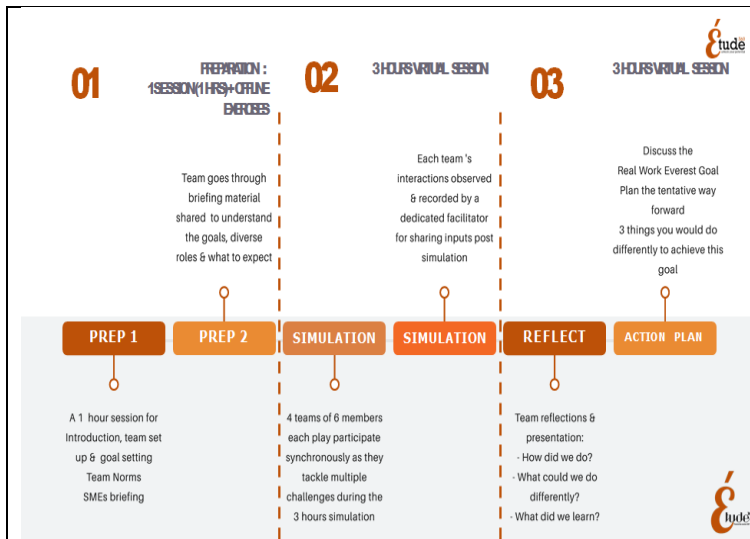 01
PREPARATION :
1 SESSION (1 HRS) + OFFLINE
EXERCISES
02
3 HOURS VIRTUAL SESSION
03
3 HOURS VIRTUAL SESSION
Étude
Team goes through
briefing material
shared to understand
the goals, diverse
roles & what to expect
Each team 's
interactions observed
& recorded by a
dedicated facilitator
for sharing inputs post
simulation
Discuss the
Real Work Everest Goal
Plan the tentative way
forward
3 things you would do
differently to achieve this
goal
PREP 1
PREP 2
SIMULATION
SIMULATION
REFLECT
ACTION PLAN
A 1 hour session for
Introduction, team set
up & goal setting
Team Norms
SMEs briefing
4 teams of 6 members
each play participate
synchronously as they
tackle multiple
challenges during the
3 hours simulation
Team reflections &
presentation:
- How did we do?
- What could we do
differently?
- What did we learn?
Étude